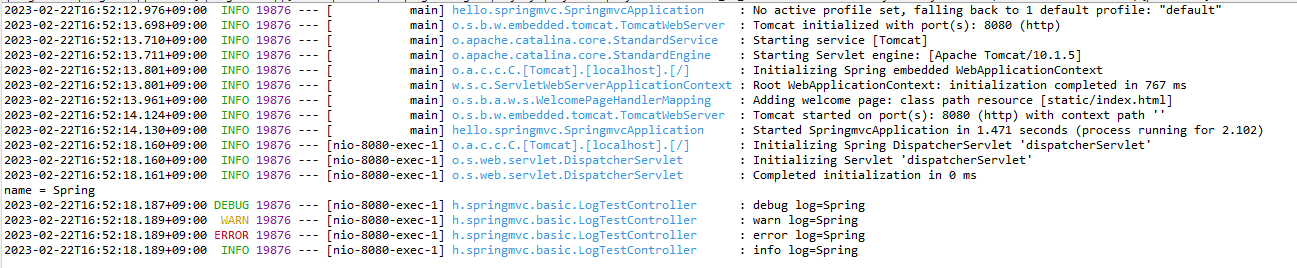 2023-02-22T16:52:12.976+09:00  INFO 19876 --- [           main] hello.springmvc.SpringmvcApplication     : No active profile set, falling back to 1 default profile: "default"
2023-02-22T16:52:13.698+09:00  INFO 19876 --- [           main] o.s.b.w.embedded.tomcat.TomcatWebServer  : Tomcat initialized with port(s): 8080 (http)
2023-02-22T16:52:13.710+09:00  INFO 19876 --- [           main] o.apache.catalina.core.StandardService   : Starting service [Tomcat]
2023-02-22T16:52:13.711+09:00  INFO 19876 --- [           main] o.apache.catalina.core.StandardEngine    : Starting Servlet engine: [Apache Tomcat/10.1.5]
2023-02-22T16:52:13.801+09:00  INFO 19876 --- [           main] o.a.c.c.C.[Tomcat].[localhost].[/]       : Initializing Spring embedded WebApplicationContext
2023-02-22T16:52:13.801+09:00  INFO 19876 --- [           main] w.s.c.ServletWebServerApplicationContext : Root WebApplicationContext: initialization completed in 767 ms
2023-02-22T16:52:13.961+09:00  INFO 19876 --- [           main] o.s.b.a.w.s.WelcomePageHandlerMapping    : Adding welcome page: class path resource [static/index.html]
2023-02-22T16:52:14.124+09:00  INFO 19876 --- [           main] o.s.b.w.embedded.tomcat.TomcatWebServer  : Tomcat started on port(s): 8080 (http) with context path ''
2023-02-22T16:52:14.130+09:00  INFO 19876 --- [           main] hello.springmvc.SpringmvcApplication     : Started SpringmvcApplication in 1.471 seconds (process running for 2.102)
2023-02-22T16:52:18.160+09:00  INFO 19876 --- [nio-8080-exec-1] o.a.c.c.C.[Tomcat].[localhost].[/]       : Initializing Spring DispatcherServlet 'dispatcherServlet'
2023-02-22T16:52:18.160+09:00  INFO 19876 --- [nio-8080-exec-1] o.s.web.servlet.DispatcherServlet        : Initializing Servlet 'dispatcherServlet'
2023-02-22T16:52:18.161+09:00  INFO 19876 --- [nio-8080-exec-1] o.s.web.servlet.DispatcherServlet        : Completed initialization in 0 ms
name = Spring
2023-02-22T16:52:18.187+09:00 DEBUG 19876 --- [nio-8080-exec-1] h.springmvc.basic.LogTestController      : debug log=Spring
2023-02-22T16:52:18.189+09:00  WARN 19876 --- [nio-8080-exec-1] h.springmvc.basic.LogTestController      : warn log=Spring
2023-02-22T16:52:18.189+09:00 ERROR 19876 --- [nio-8080-exec-1] h.springmvc.basic.LogTestController      : error log=Spring
2023-02-22T16:52:18.189+09:00  INFO 19876 --- [nio-8080-exec-1] h.springmvc.basic.LogTestController      : info log=Spring